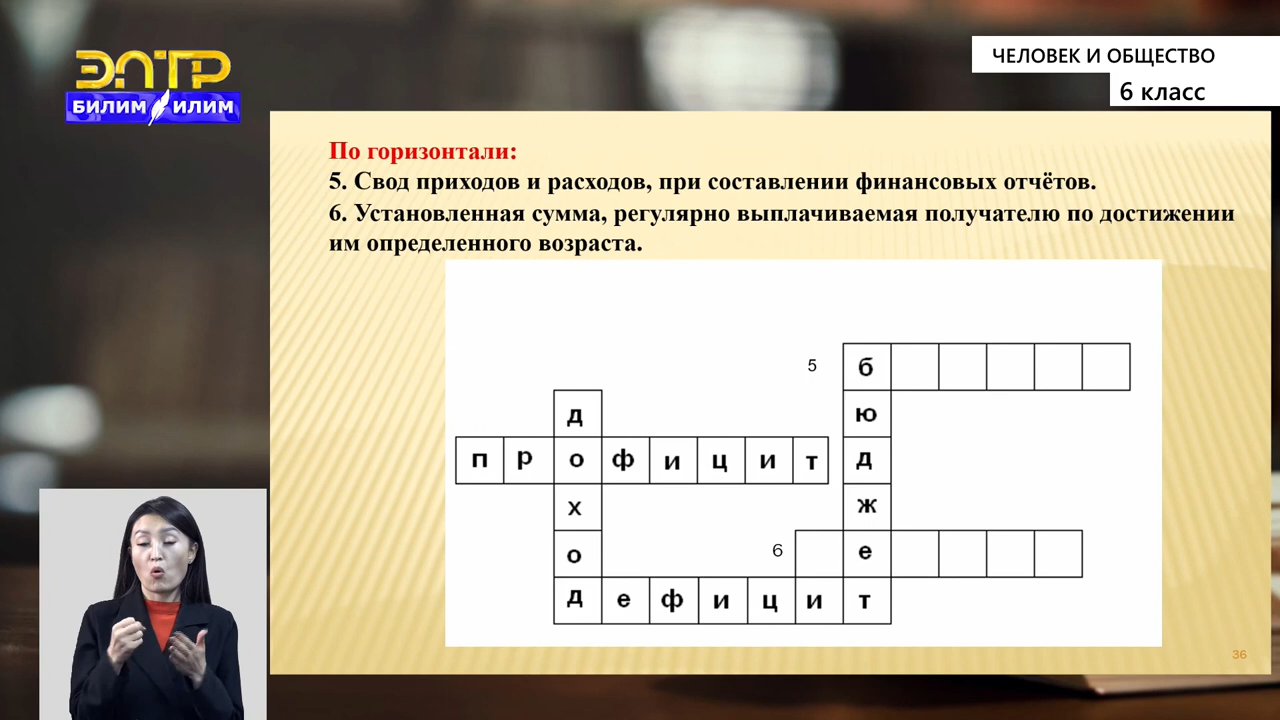 ЭЛТР
БИЛИМ ИЛИМ
ЧЕЛОВЕК И ОБЩЕСТВО
6 класс
По горизонтали:
5. Свод приходов и расходов, при составлении финансовых отчётов.
6. Установленная сумма, регулярно выплачиваемая получателю по достижении
им определенного возраста.
5 б
д ю
п р о ф и ц и т д
х ж
о 6 е
д е ф и ц и т
36